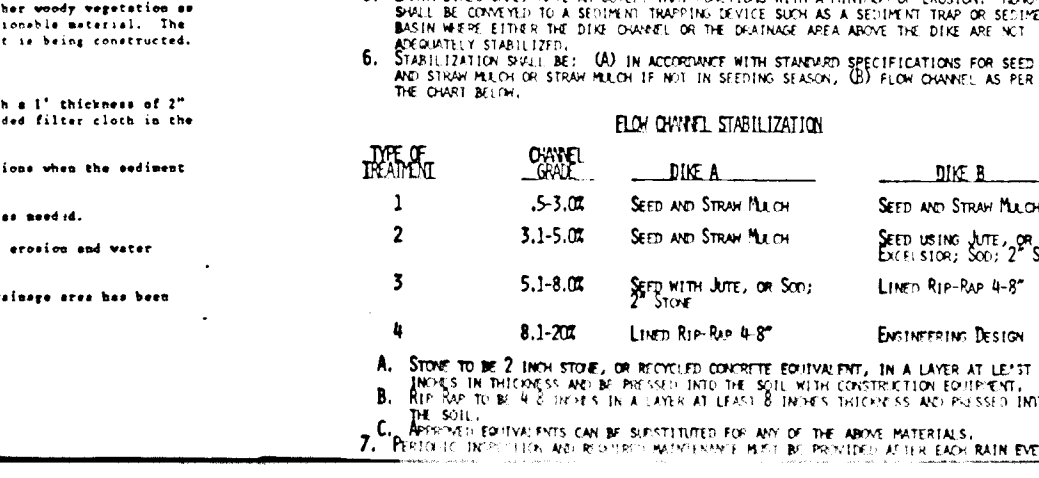 her woody vegetation as
ionable material. The
t is being constructed.
h a 1' thickness of 2"
ded filter cloth in the
ions when the sediment
as needed.
erosion and water
ainage area has been
SHALL BE CONVEYED TO A SEDIMENT TRAPPING DEVICE SUCH AS A SEDIMENT TRAP OR SEDIME
BASIN WHERE EITHER THE DIKE CHANNEL OR THE DRAINAGE AREA ABOVE THE DIKE ARE NOT
ADEQUATELY STABILIZED.
6. STABILIZATION SHALL BE: (A) IN ACCORDANCE WITH STANDARD SPECIFICATIONS FOR SEED
AND STRAW MULCH OR STRAW MULCH IF NOT IN SEEDING SEASON, (B) FLOW CHANNEL AS PER
THE CHART BELOW.
FLOW CHANNEL STABILIZATION
TYPE OF TREATMENT CHANNEL GRADE DIKE A DIKE B
1 .5-3.0% SEED AND STRAW MULCH SEED AND STRAW MULCH
2 3.1-5.0% SEED AND STRAW MULCH SEED USING JUTE, OR
EXCELSIOR; SOD; 2" S
3 5.1-8.0% SEED WITH JUTE, OR SOD; LINED RIP-RAP 4-8"
2" STONE
4 8.1-20% LINED RIP-RAP 4-8" ENGINEERING DESIGN
A. STONE TO BE 2 INCH STONE, OR RECYCLED CONCRETE EQUIVALENT, IN A LAYER AT LEAST
INCHES IN THICKNESS AND BE PRESSED INTO THE SOIL WITH CONSTRUCTION EQUIPMENT.
B. RIP RAP TO BE 4-8 INCHES IN A LAYER AT LEAST 8 INCHES THICKNESS AND PRESSED INT
THE SOIL.
C. APPROVED EQUIVALENTS CAN BE SUBSTITUTED FOR ANY OF THE ABOVE MATERIALS.
7. PERIODIC INSPECTION AND REQUIRED MAINTENANCE MUST BE PROVIDED AFTER EACH RAIN EVE